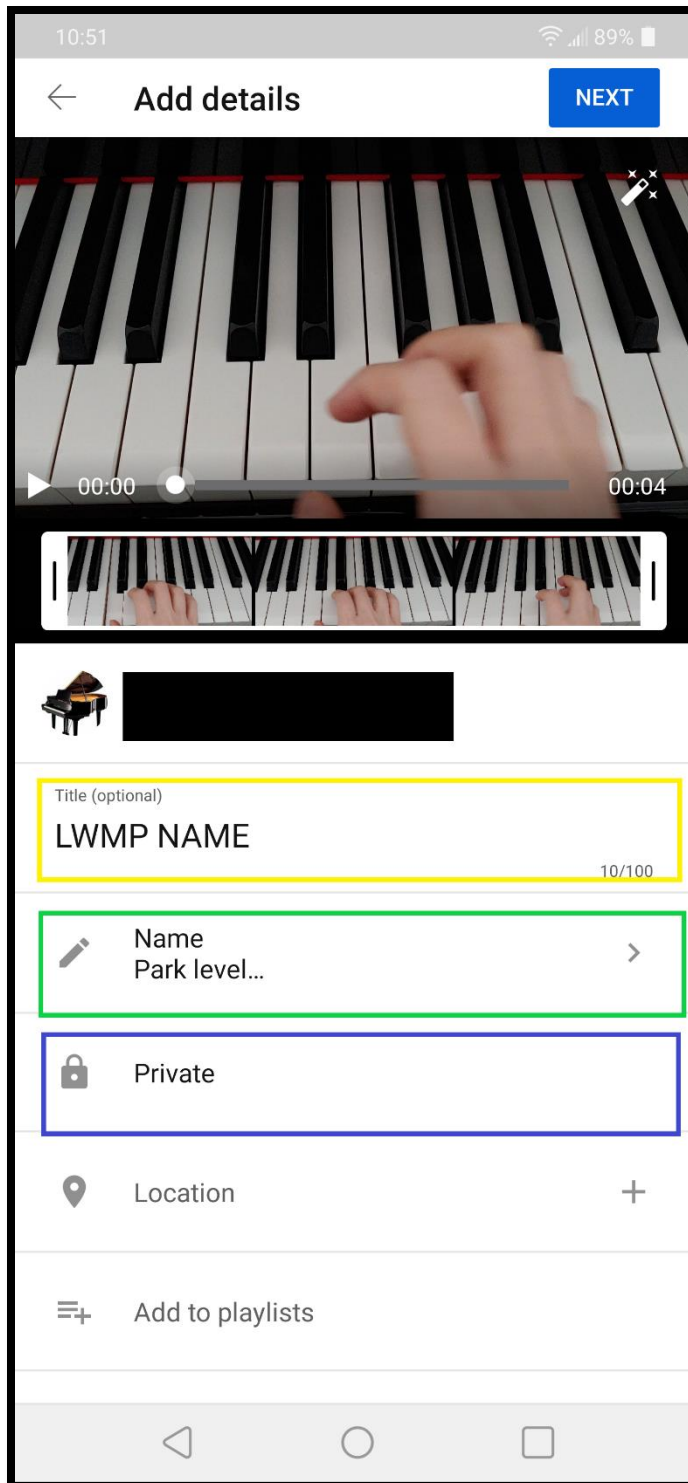 10:51
89%
Add details
NEXT
00:00
00:04
Title (optional)
LWMP NAME
10/100
Name
Park level...
Private
Location
Add to playlists